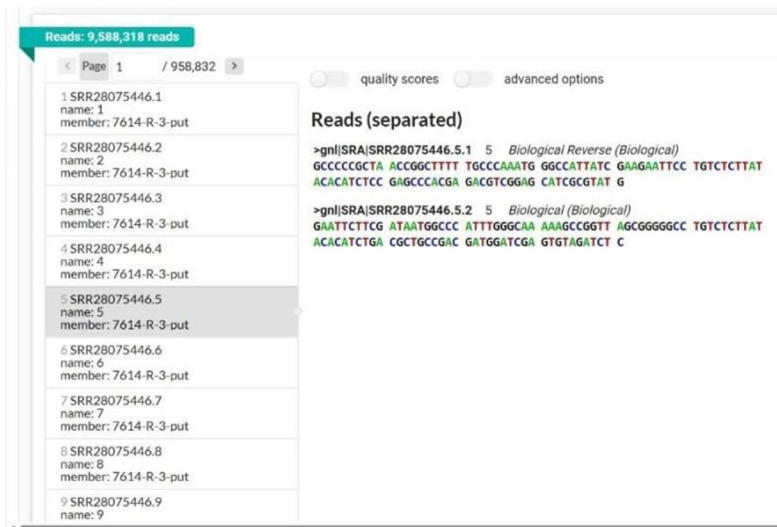 Reads: 9,588,318 reads
< Page 1 / 958,832 >
1 SRR28075446.1
name: 1
member: 7614-R-3-put
2 SRR28075446.2
name: 2
member: 7614-R-3-put
3 SRR28075446.3
name: 3
member: 7614-R-3-put
4 SRR28075446.4
name: 4
member: 7614-R-3-put
5 SRR28075446.5
name: 5
member: 7614-R-3-put
6 SRR28075446.6
name: 6
member: 7614-R-3-put
7 SRR28075446.7
name: 7
member: 7614-R-3-put
8 SRR28075446.8
name: 8
member: 7614-R-3-put
9 SRR28075446.9
name: 9
quality scores advanced options
Reads (separated)
>gnl|SRA|SRR28075446.5.1 5 Biological Reverse (Biological)
GCCCCCGCTA ACCGGCTTTT TGCCCAAATG GGCCATTATC GAAGAATTCC TGTCTCTTAT
ACACATCTCC GAGCCCACGA GACGTCGGAG CATCGCGTAT G
>gnl|SRA|SRR28075446.5.2 5 Biological (Biological)
GAATTCTTCG ATAATGGCCC ATTTGGGCAA AAAGCCGGTT AGCGGGGGCC TGTCTCTTAT
ACACATCTGA CGCTGCCGAC GATGGATCGA GTGTAGATCT C